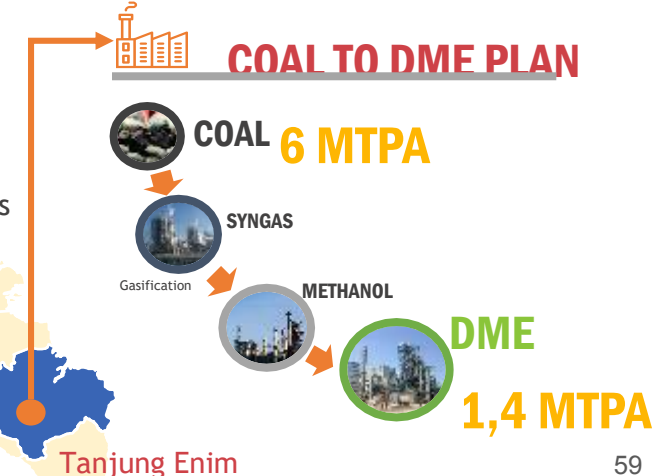 COAL TO DME PLAN
COAL 6 MTPA
s
SYNGAS
Gasification
METHANOL
DME
1,4 MTPA
Tanjung Enim
59